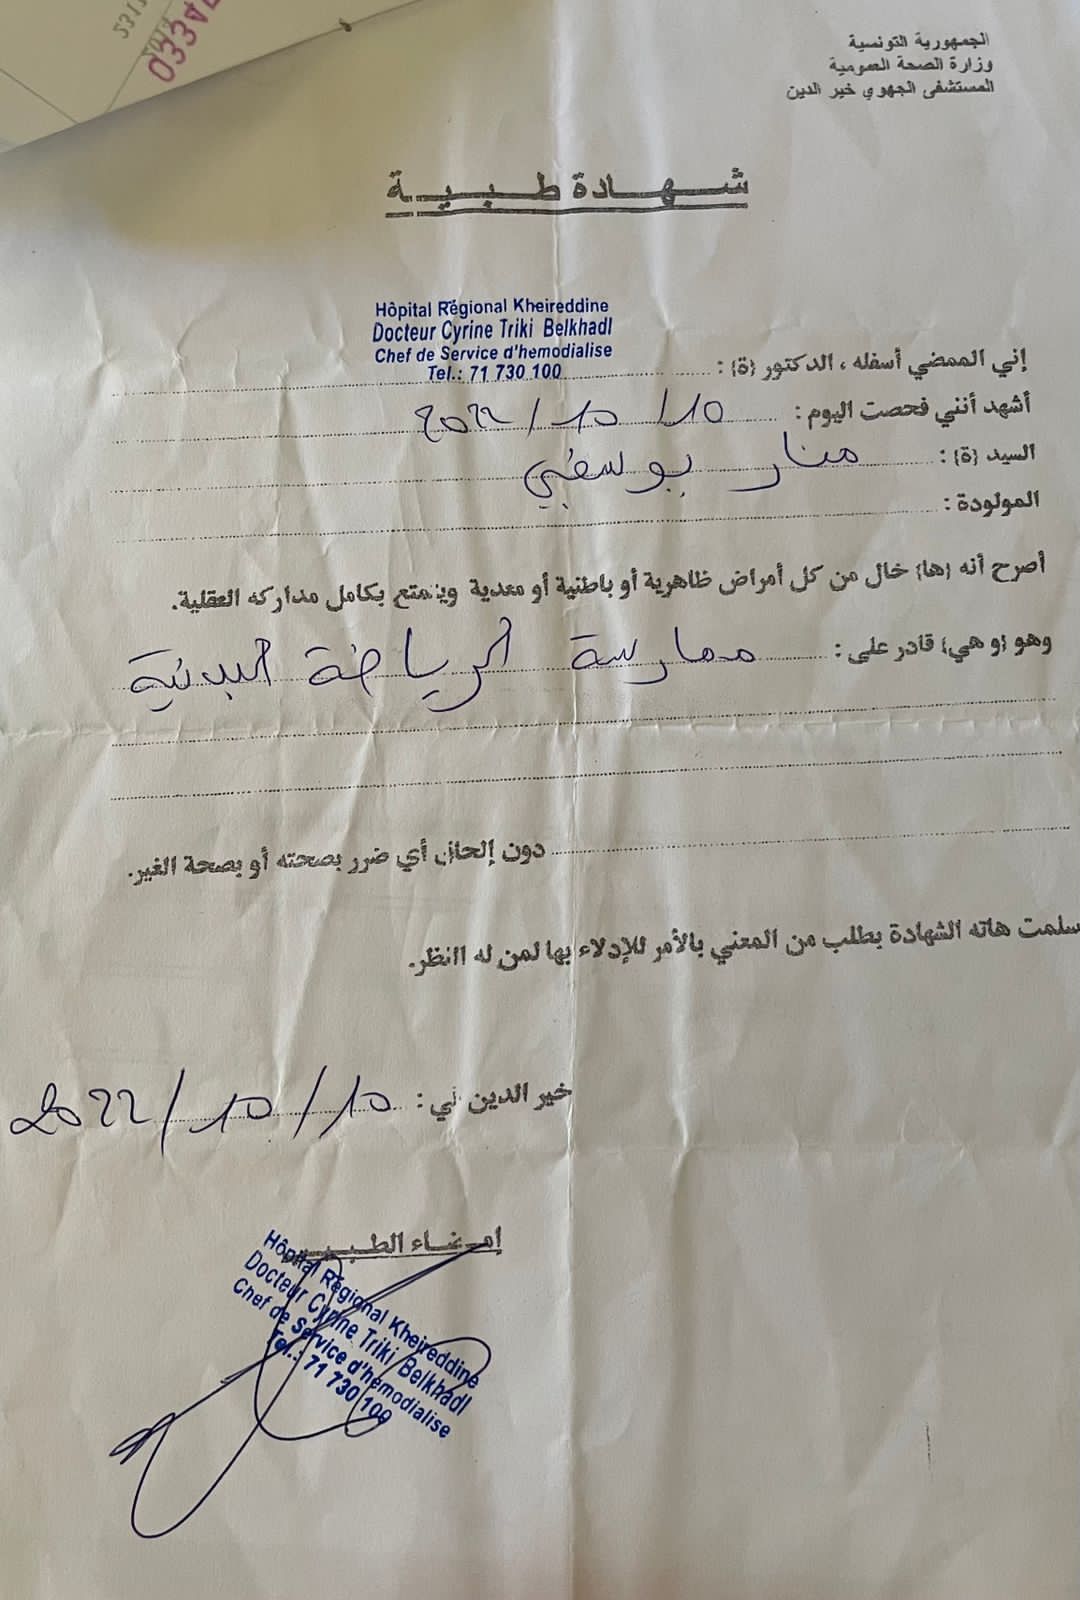 0334
الجمهورية التونسية
وزارة الصحة العمومية
المستشفى الجهوي خير الدين
شهادة طبية
Hôpital Régional Kheireddine
Docteur Cyrine Triki Belkhadl
Chef de Service d'hemodialise
Tel.: 71 730 100
إني الممضي أسفله ، الدكتور (ة) :
أشهد أنني فحصت اليوم : 10/10/2022
السيد (ة) : منار يوسفي
المولودة :
أصرح أنه (ها) خال من كل أمراض ظاهرية أو باطنية أو معدية ويتمتع بكامل مداركه العقلية.
وهو (و هي) قادر على : ممارسة الرياضة البدنية
دون إلحاق أي ضرر بصحته أو بصحة الغير.
سلمت هاته الشهادة بطلب من المعني بالأمر للإدلاء بها لمن له النظر.
خير الدين في : 10/10/2022
إمضاء الطبيب
Hôpital Régional Kheireddine
Docteur Cyrine Triki Belkhadl
Chef de Service d'hemodialise
Tel.: 71 730 100